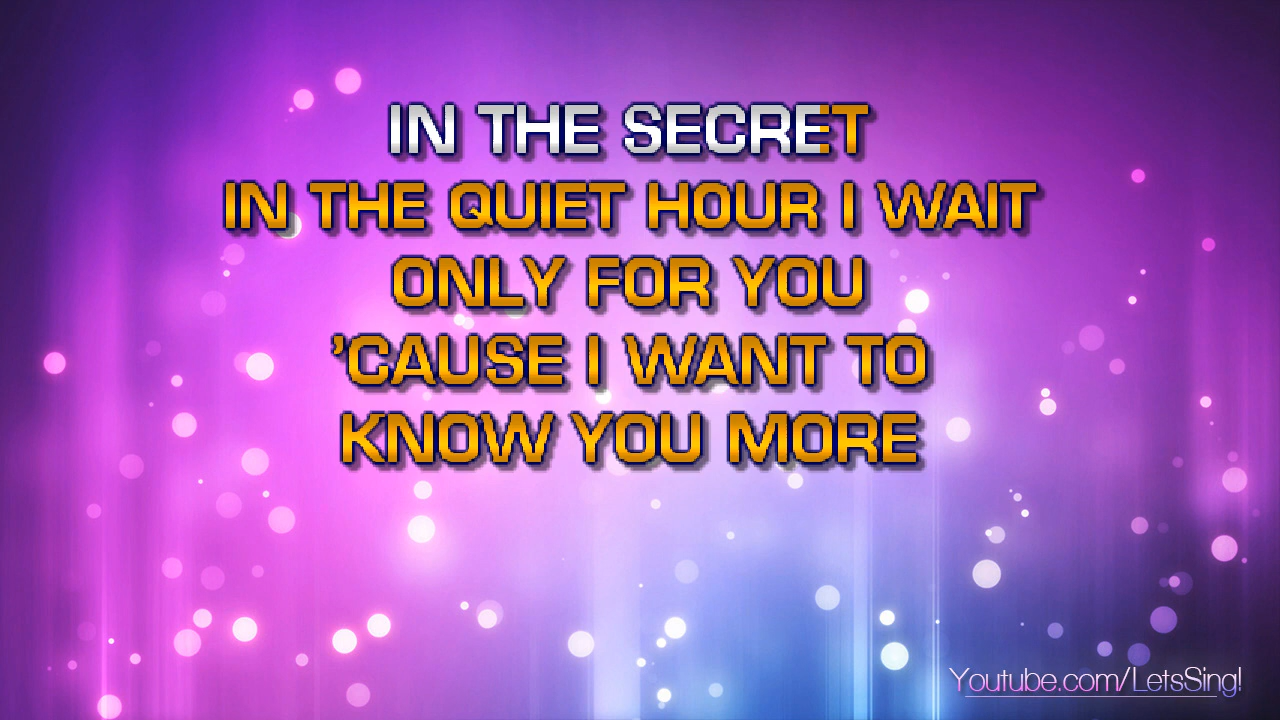 IN THE SECRET
IN THE QUIET HOUR I WAIT
ONLY FOR YOU
'CAUSE I WANT TO
KNOW YOU MORE
Youtube.com/LetsSing!